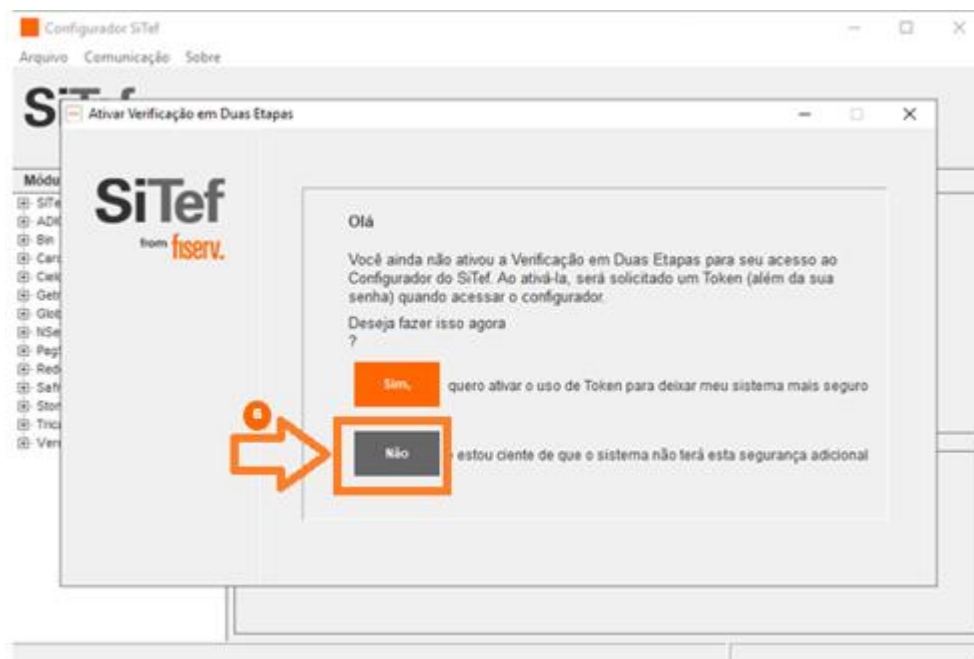 Configurador SiTef
Arquivo Comunicação Sobre
Ativar Verificação em Duas Etapas
SiTef
from fiserv.
Olá
Você ainda não ativou a Verificação em Duas Etapas para seu acesso ao
Configurador do SiTef. Ao ativá-la, será solicitado um Token (além da sua
senha) quando acessar o configurador.
Deseja fazer isso agora
?
Sim, quero ativar o uso de Token para deixar meu sistema mais seguro
6
Não estou ciente de que o sistema não terá esta segurança adicional
Bin